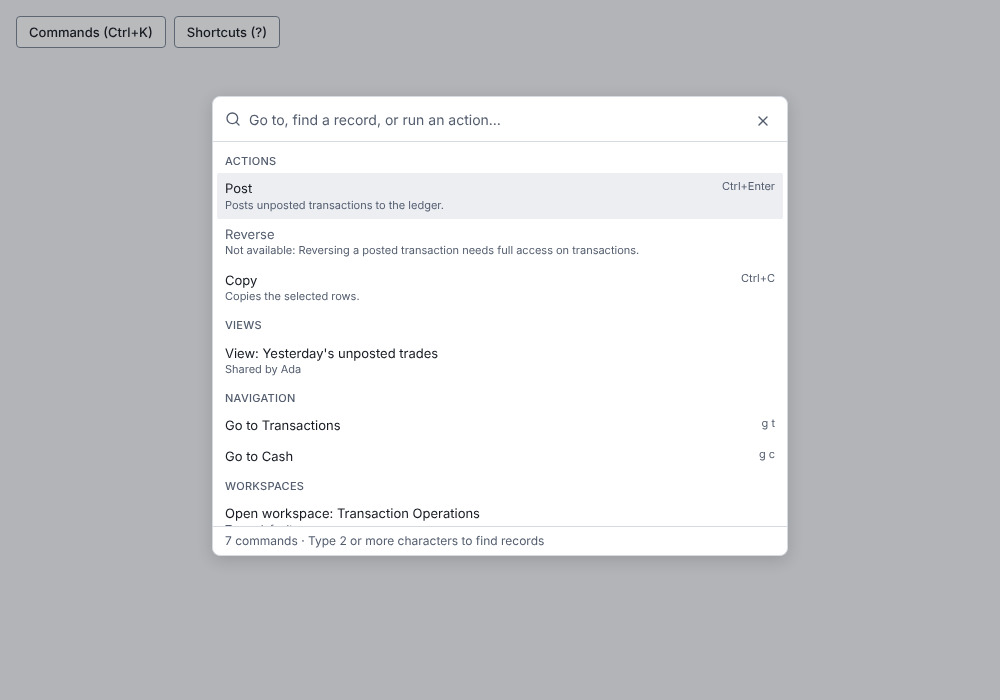 Commands (Ctrl+K)
Shortcuts (?)
Go to, find a record, or run an action...
ACTIONS
Post
Ctrl+Enter
Posts unposted transactions to the ledger.
Reverse
Not available: Reversing a posted transaction needs full access on transactions.
Copy
Ctrl+C
Copies the selected rows.
VIEWS
View: Yesterday's unposted trades
Shared by Ada
NAVIGATION
Go to Transactions
g t
Go to Cash
g c
WORKSPACES
Open workspace: Transaction Operations
7 commands · Type 2 or more characters to find records